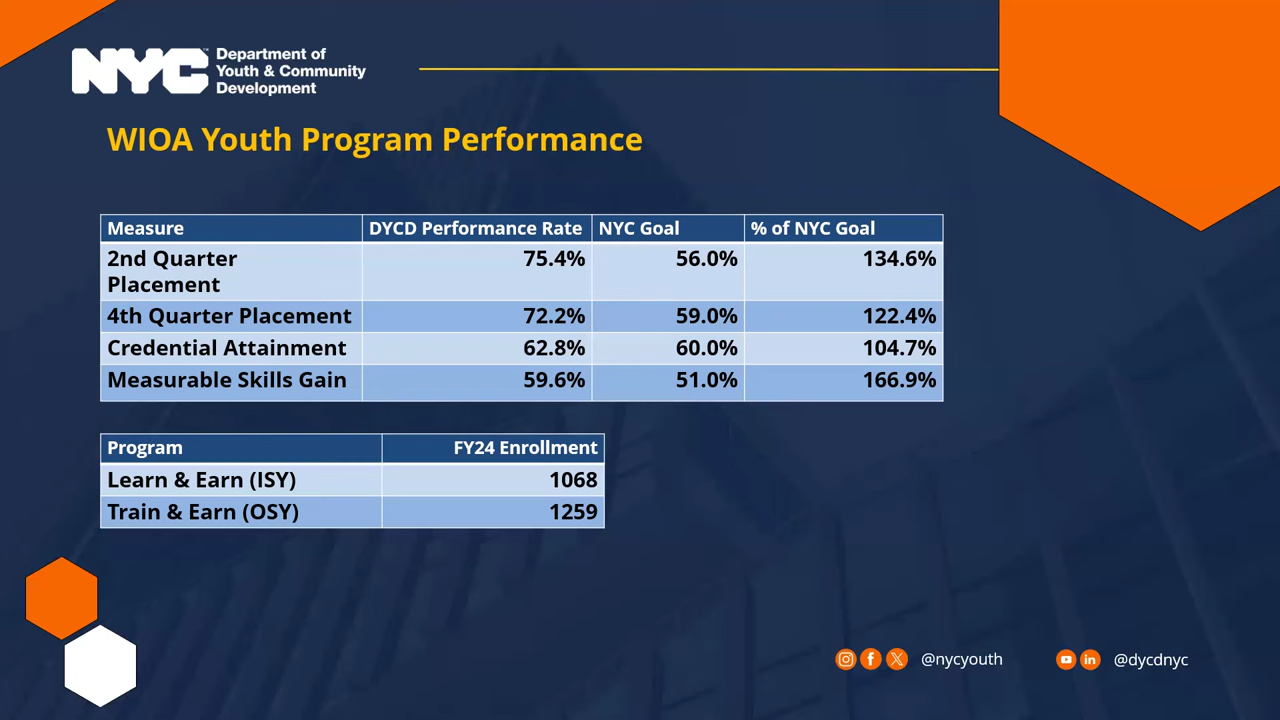 NYC
Department of
Youth & Community
Development
WIOA Youth Program Performance
Measure DYCD Performance Rate NYC Goal % of NYC Goal
2nd Quarter
Placement 75.4% 56.0% 134.6%
4th Quarter Placement 72.2% 59.0% 122.4%
Credential Attainment 62.8% 60.0% 104.7%
Measurable Skills Gain 59.6% 51.0% 166.9%
Program FY24 Enrollment
Learn & Earn (ISY) 1068
Train & Earn (OSY) 1259
@nycyouth @dycdnyc